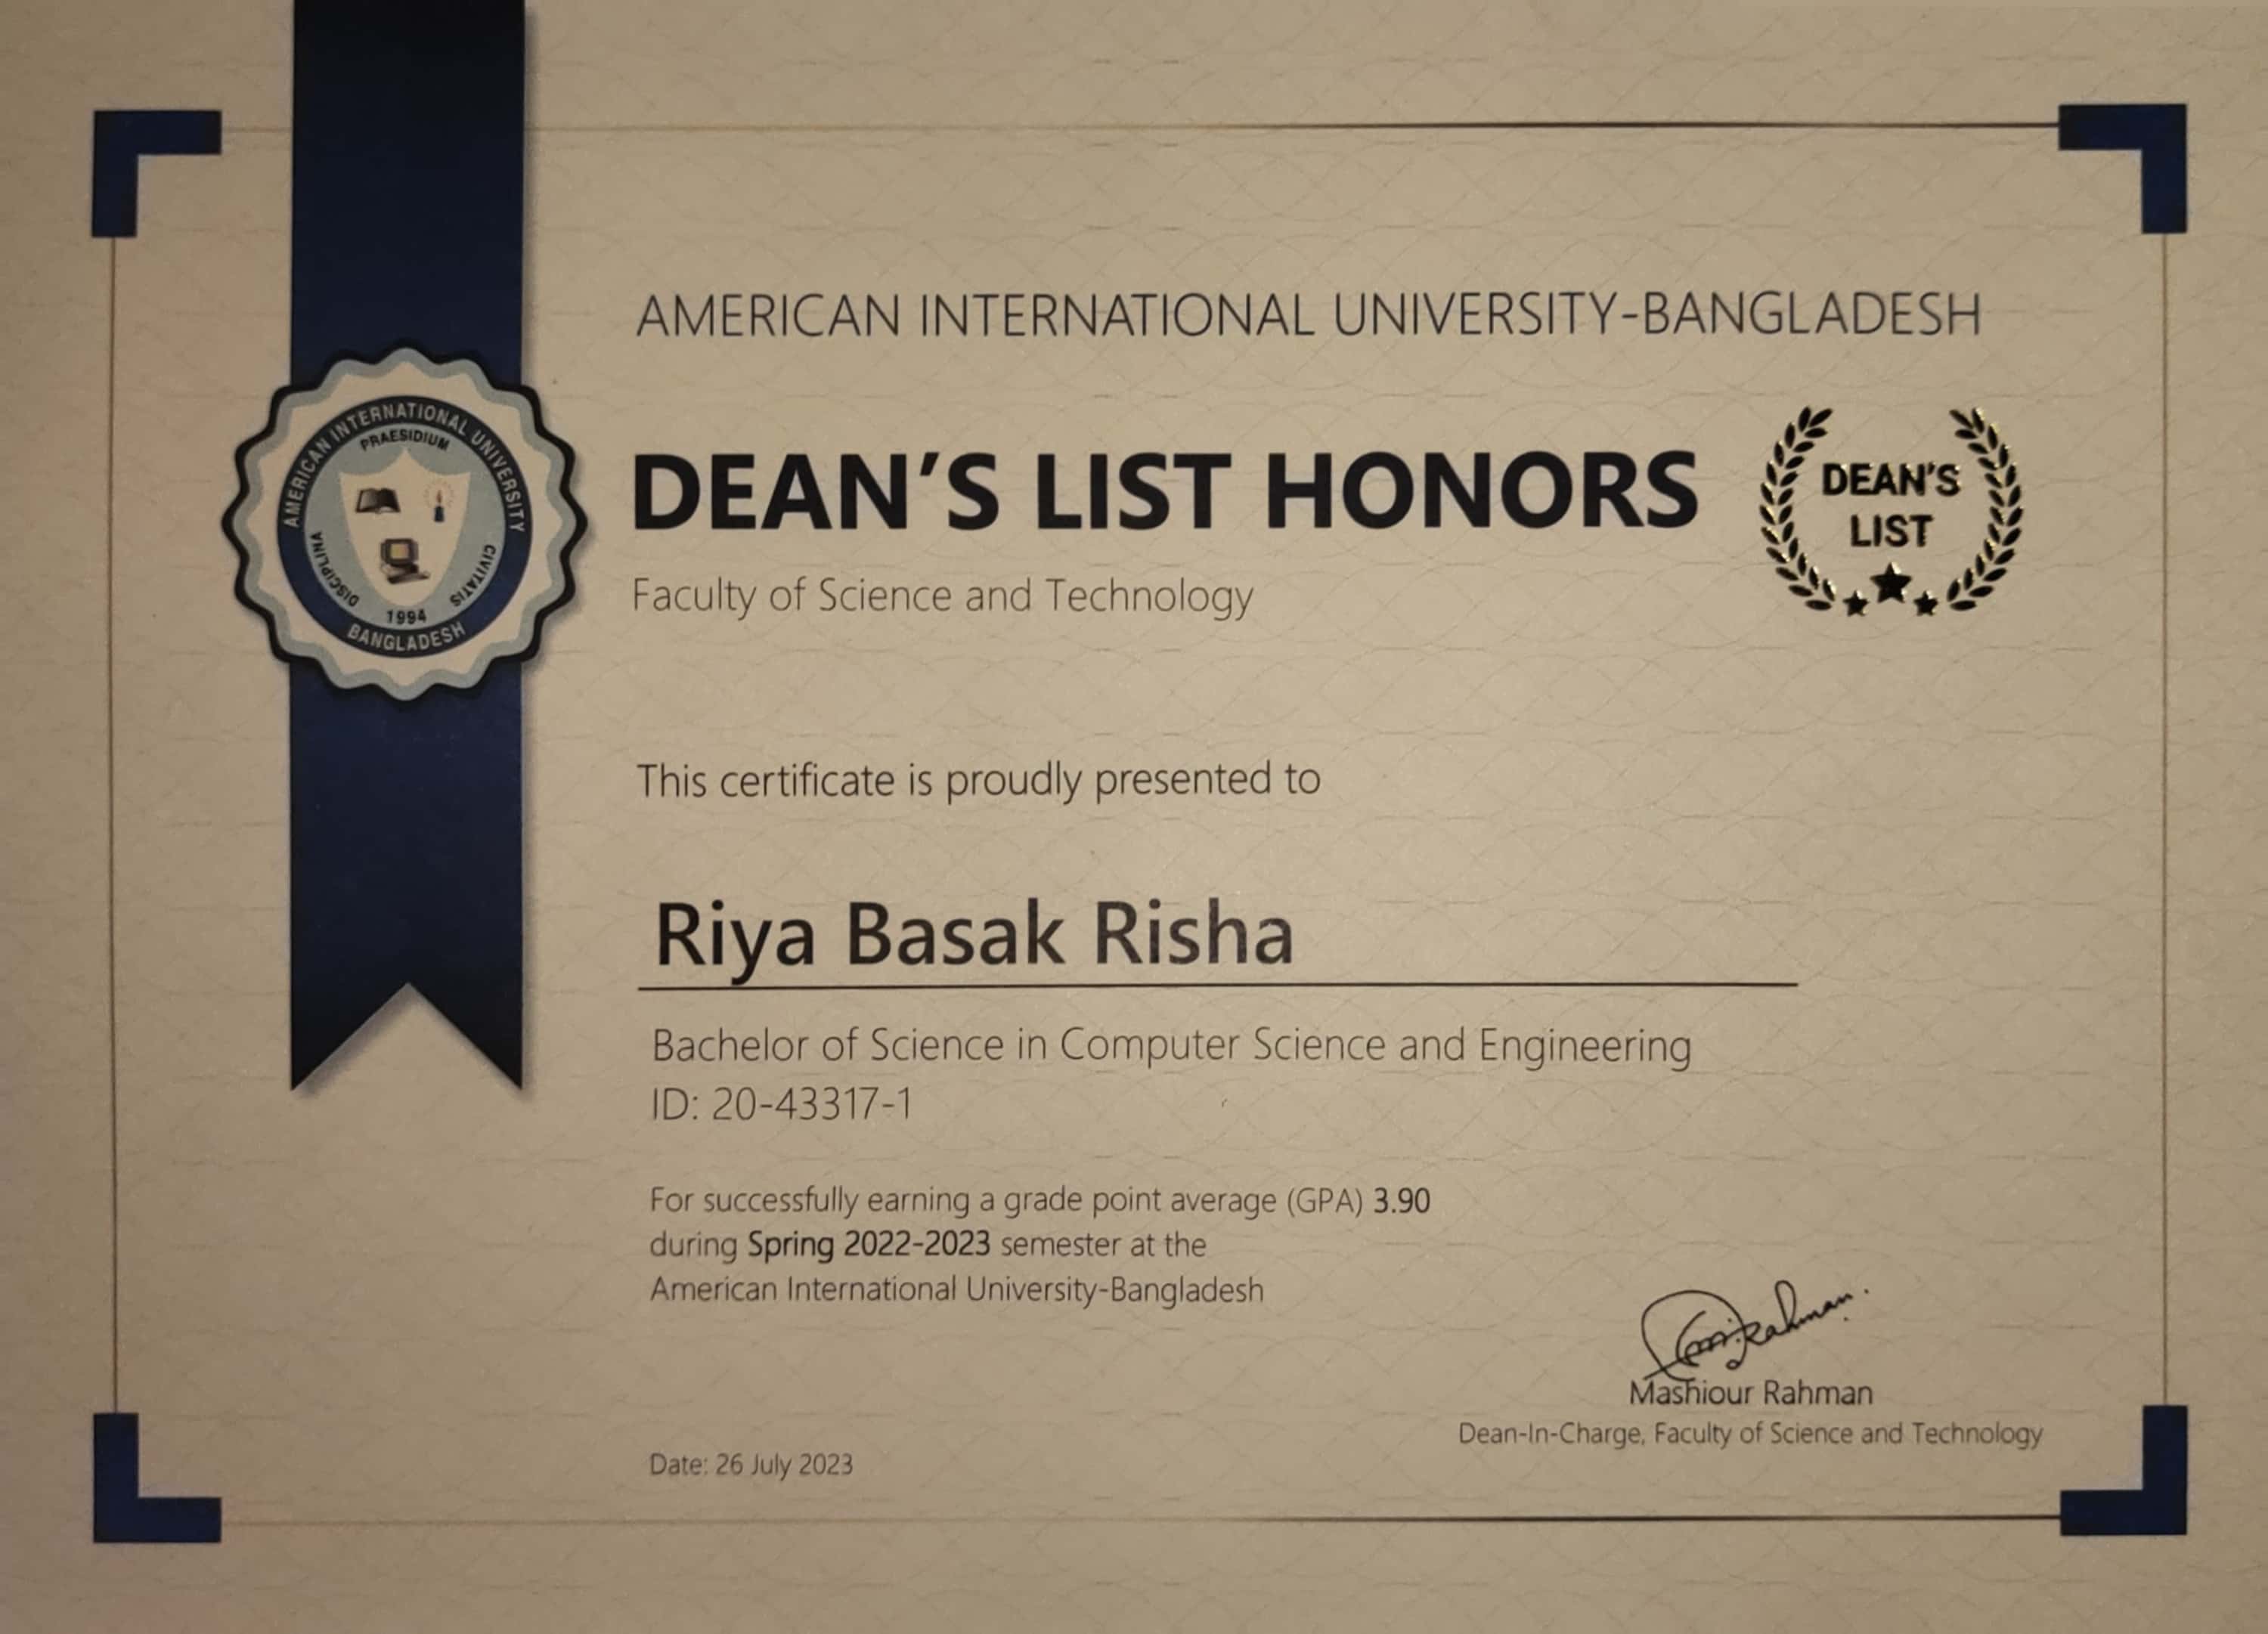 AMERICAN INTERNATIONAL UNIVERSITY
PRAESIDIUM
DISCIPLINA
CIVITATIS
1994
BANGLADESH
AMERICAN INTERNATIONAL UNIVERSITY-BANGLADESH
DEAN'S LIST HONORS
DEAN'S
LIST
Faculty of Science and Technology
This certificate is proudly presented to
Riya Basak Risha
Bachelor of Science in Computer Science and Engineering
ID: 20-43317-1
For successfully earning a grade point average (GPA) 3.90
during Spring 2022-2023 semester at the
American International University-Bangladesh
Mashiour Rahman
Dean-In-Charge, Faculty of Science and Technology
Date: 26 July 2023